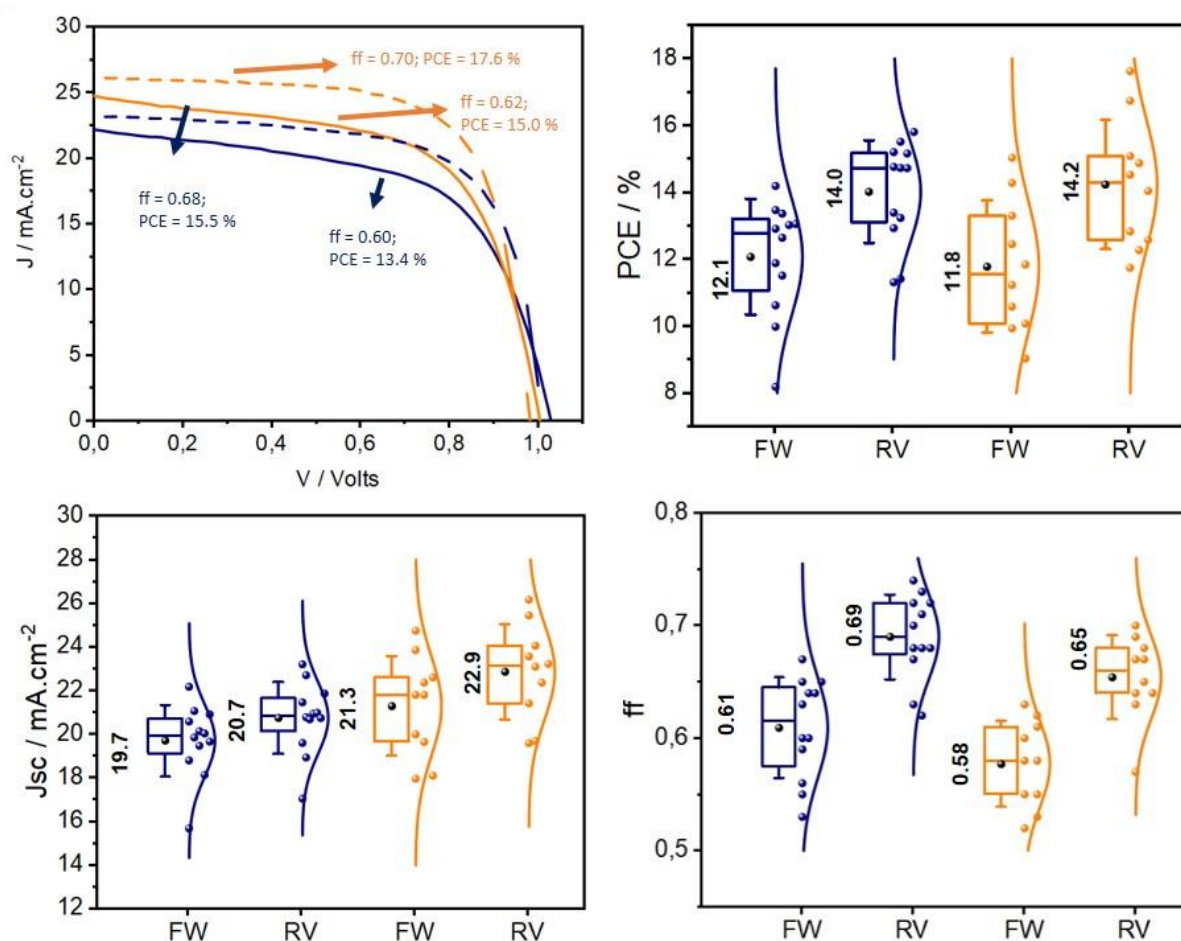 30
25
20
15
10
5
0
J / mA.cm-2
0,0
0,2
0,4
0,6
0,8
1,0
V / Volts
ff = 0.70; PCE = 17.6 %
ff = 0.62;
PCE = 15.0 %
ff = 0.68;
PCE = 15.5 %
ff = 0.60;
PCE = 13.4 %
18
16
14
12
10
8
PCE / %
12.1
14.0
11.8
14.2
FW
RV
FW
RV
30
28
26
24
22
20
18
16
14
12
Jsc / mA.cm-2
19.7
20.7
21.3
22.9
FW
RV
FW
RV
0,8
0,7
0,6
0,5
ff
0.61
0.69
0.58
0.65
FW
RV
FW
RV